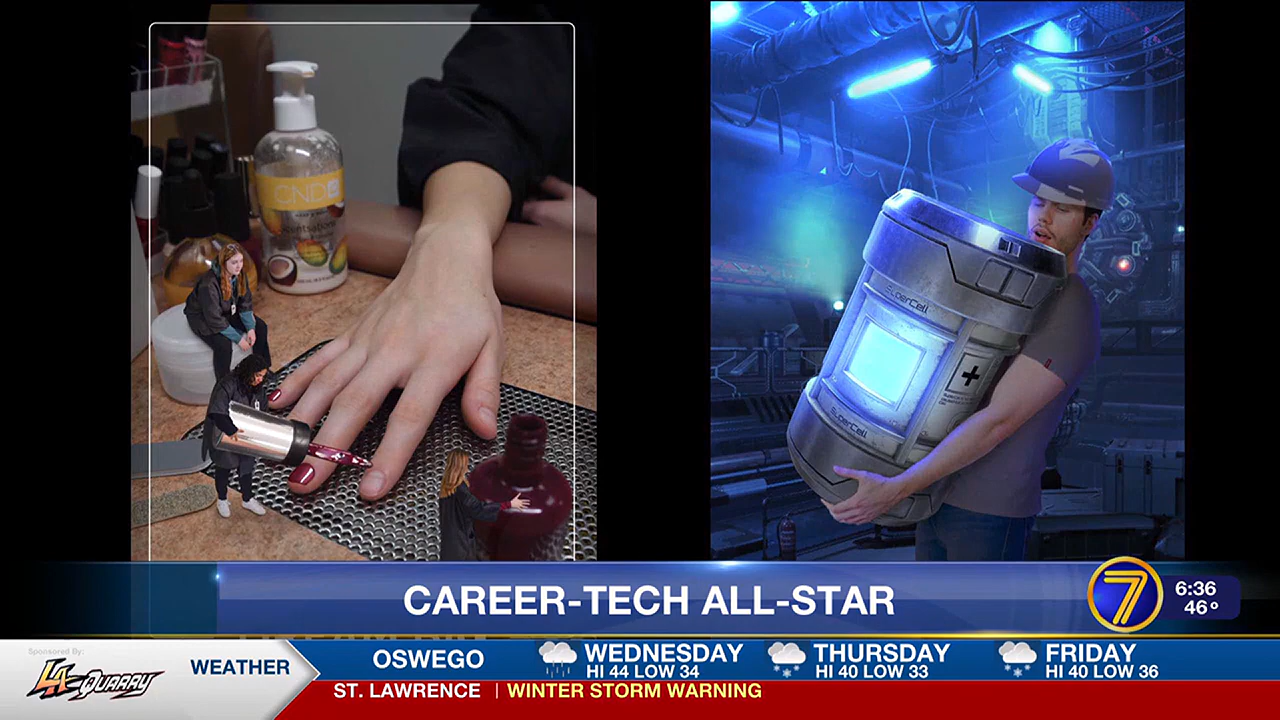 CND
SuperCell
SuperCell
CAREER-TECH ALL-STAR
7
6:36
46°
Sponsored By:
LA QUARRY
WEATHER
OSWEGO
WEDNESDAY
HI 44 LOW 34
THURSDAY
HI 40 LOW 33
FRIDAY
HI 40 LOW 36
ST. LAWRENCE | WINTER STORM WARNING